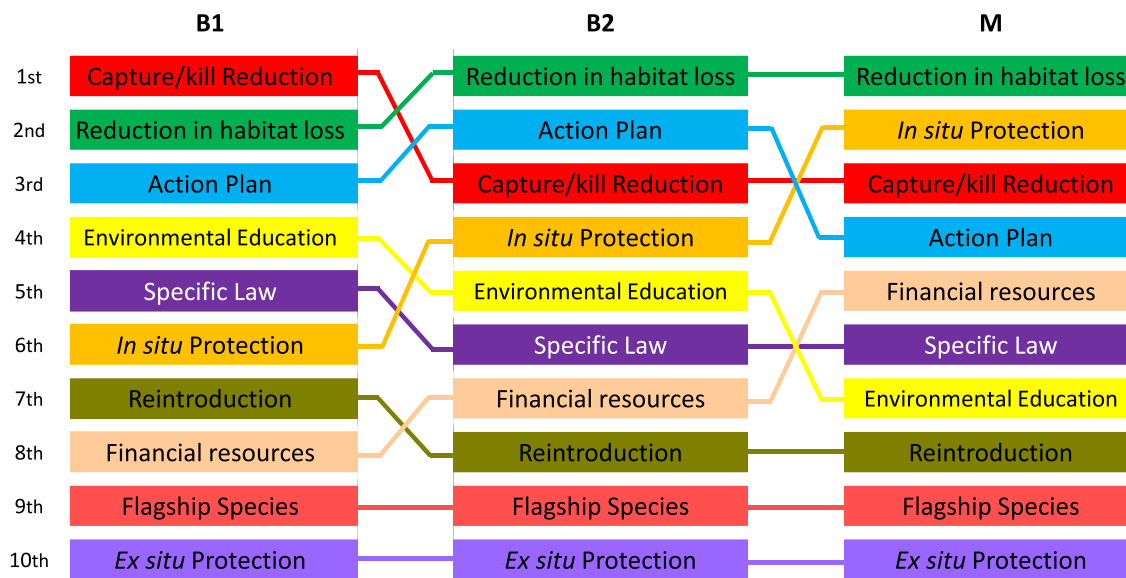 B1 B2 M
1st Capture/kill Reduction Reduction in habitat loss Reduction in habitat loss
2nd Reduction in habitat loss Action Plan In situ Protection
3rd Action Plan Capture/kill Reduction Capture/kill Reduction
4th Environmental Education In situ Protection Action Plan
5th Specific Law Environmental Education Financial resources
6th In situ Protection Specific Law Specific Law
7th Reintroduction Financial resources Environmental Education
8th Financial resources Reintroduction Reintroduction
9th Flagship Species Flagship Species Flagship Species
10th Ex situ Protection Ex situ Protection Ex situ Protection